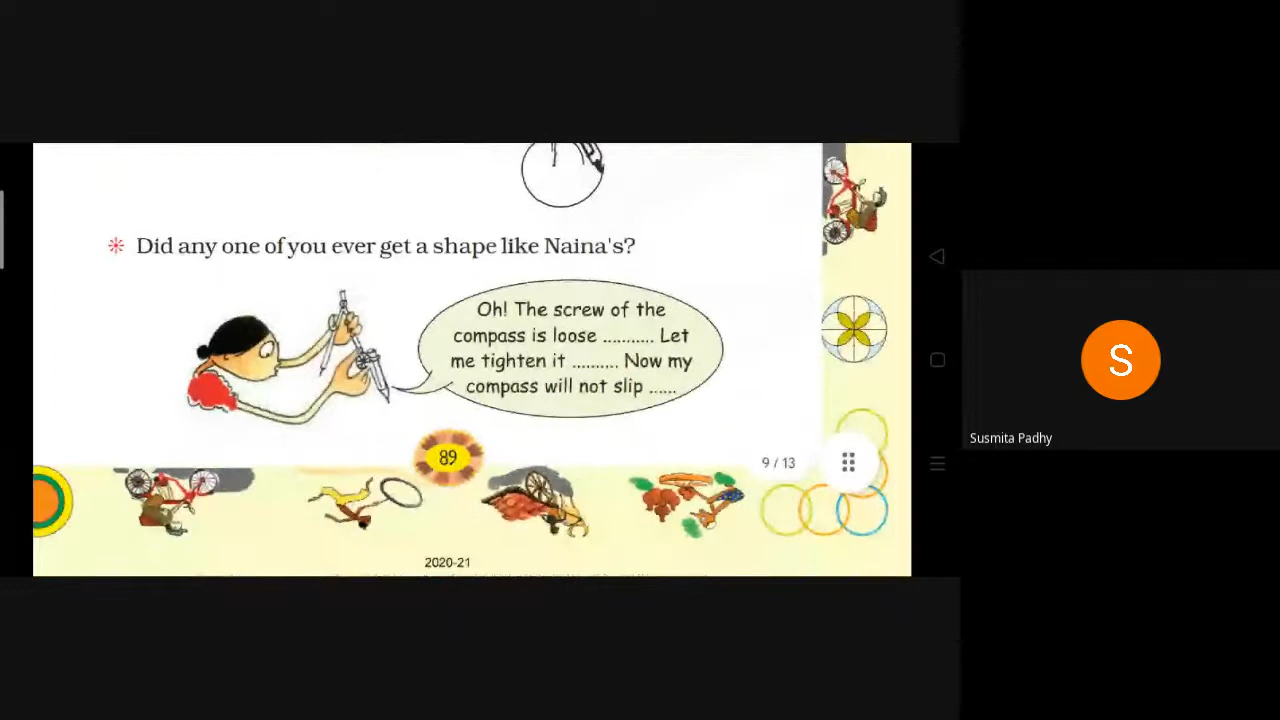 Did any one of you ever get a shape like Naina's?
Oh! The screw of the
compass is loose .......... Let
me tighten it .......... Now my
compass will not slip ......
89
9 / 13
2020-21
S
Susmita Padhy